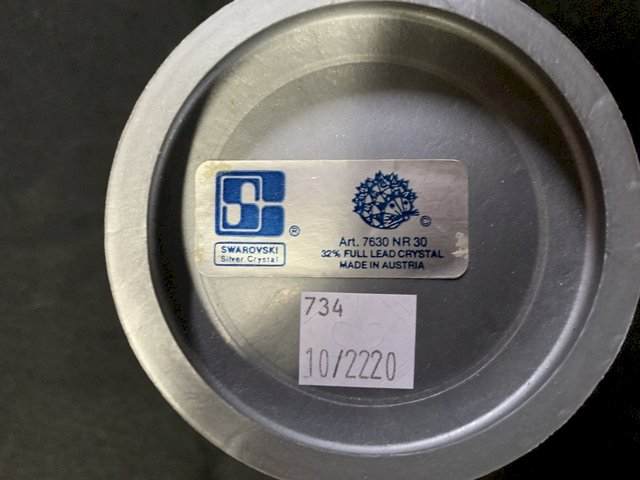 S
®
SWAROVSKI
Silver Crystal
©
Art. 7630 NR 30
32% FULL LEAD CRYSTAL
MADE IN AUSTRIA
734
10/2220